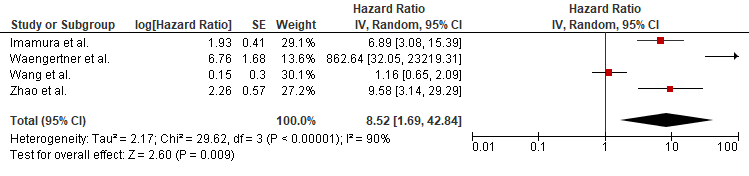 Hazard Ratio Hazard Ratio
Study or Subgroup log[Hazard Ratio] SE Weight IV, Random, 95% CI IV, Random, 95% CI
Imamura et al. 1.93 0.41 29.1% 6.89 [3.08, 15.39]
Waengertner et al. 6.76 1.68 13.6% 862.64 [32.05, 23219.31]
Wang et al. 0.15 0.3 30.1% 1.16 [0.65, 2.09]
Zhao et al. 2.26 0.57 27.2% 9.58 [3.14, 29.29]
Total (95% CI) 100.0% 8.52 [1.69, 42.84]
Heterogeneity: Tau² = 2.17; Chi² = 29.62, df = 3 (P < 0.00001); I² = 90%
Test for overall effect: Z = 2.60 (P = 0.009)
0.01 0.1 1 10 100